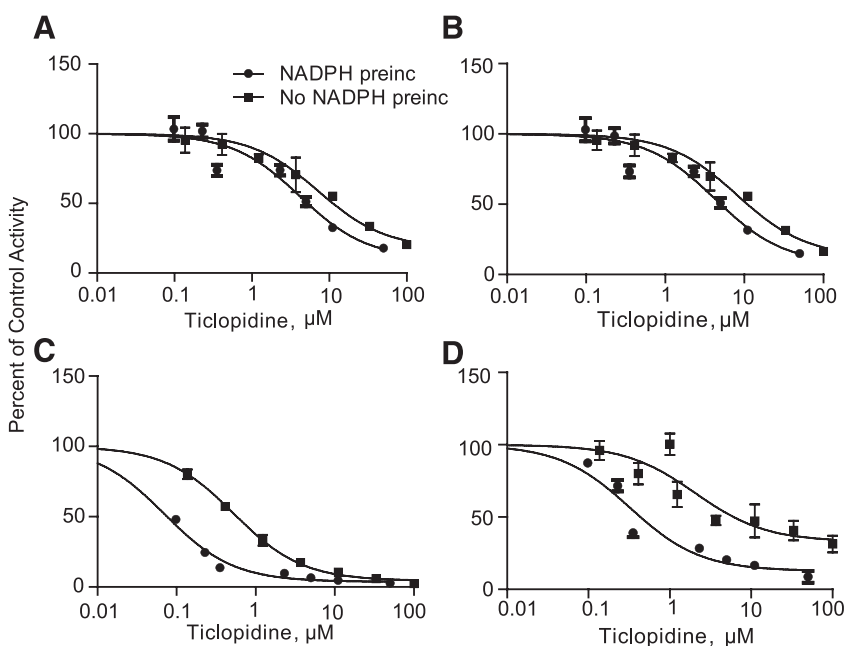 A
150
100
50
0
0.01 0.1 1 10 100
Ticlopidine, µM
NADPH preinc
No NADPH preinc
B
150
100
50
0
0.01 0.1 1 10 100
Ticlopidine, µM
Percent of Control Activity
C
150
100
50
0
0.01 0.1 1 10 100
Ticlopidine, µM
D
150
100
50
0
0.01 0.1 1 10 100
Ticlopidine, µM